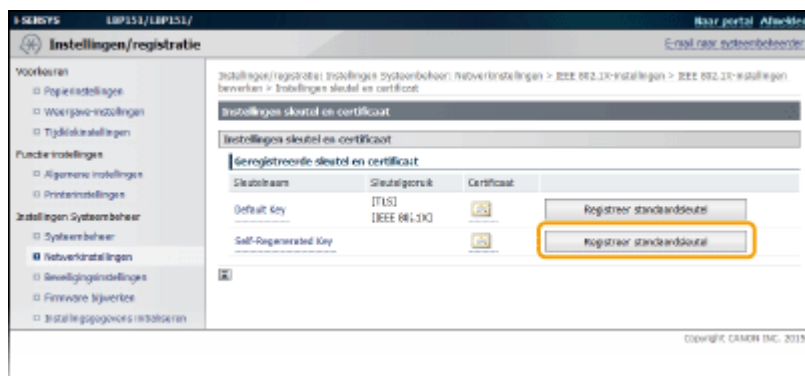 i-SENSYS LBP151/LBP151/ Naar portal Afmelden
Instellingen/registratie E-mail naar systeembeheerder
Voorkeuren
Papierinstellingen
Weergave-instellingen
Tijdklokinstellingen
Functie-instellingen
Algemene instellingen
Printerinstellingen
Instellingen Systeembeheer
Systeembeheer
Netwerkinstellingen
Beveiligingsinstellingen
Firmware bijwerken
Instellingsgegevens initialiseren
Instellingen/registratie: Instellingen Systeembeheer: Netwerkinstellingen > IEEE 802.1X-instellingen > IEEE 802.1X-instellingen
bewerken > Instellingen sleutel en certificaat
Instellingen sleutel en certificaat
Instellingen sleutel en certificaat
Geregistreerde sleutel en certificaat
Sleutelnaam Sleutelgebruik Certificaat
Default Key [TLS] Registreer standaardsleutel
[IEEE 802.1X]
Self-Regenerated Key Registreer standaardsleutel
Copyright CANON INC. 2015